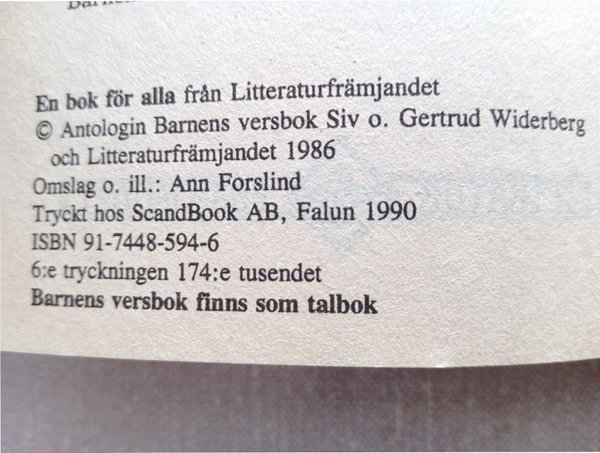 En bok för alla från Litteraturfrämjandet
© Antologin Barnens versbok Siv o. Gertrud Widerberg
och Litteraturfrämjandet 1986
Omslag o. ill.: Ann Forslind
Tryckt hos ScandBook AB, Falun 1990
ISBN 91-7448-594-6
6:e tryckningen 174:e tusendet
Barnens versbok finns som talbok